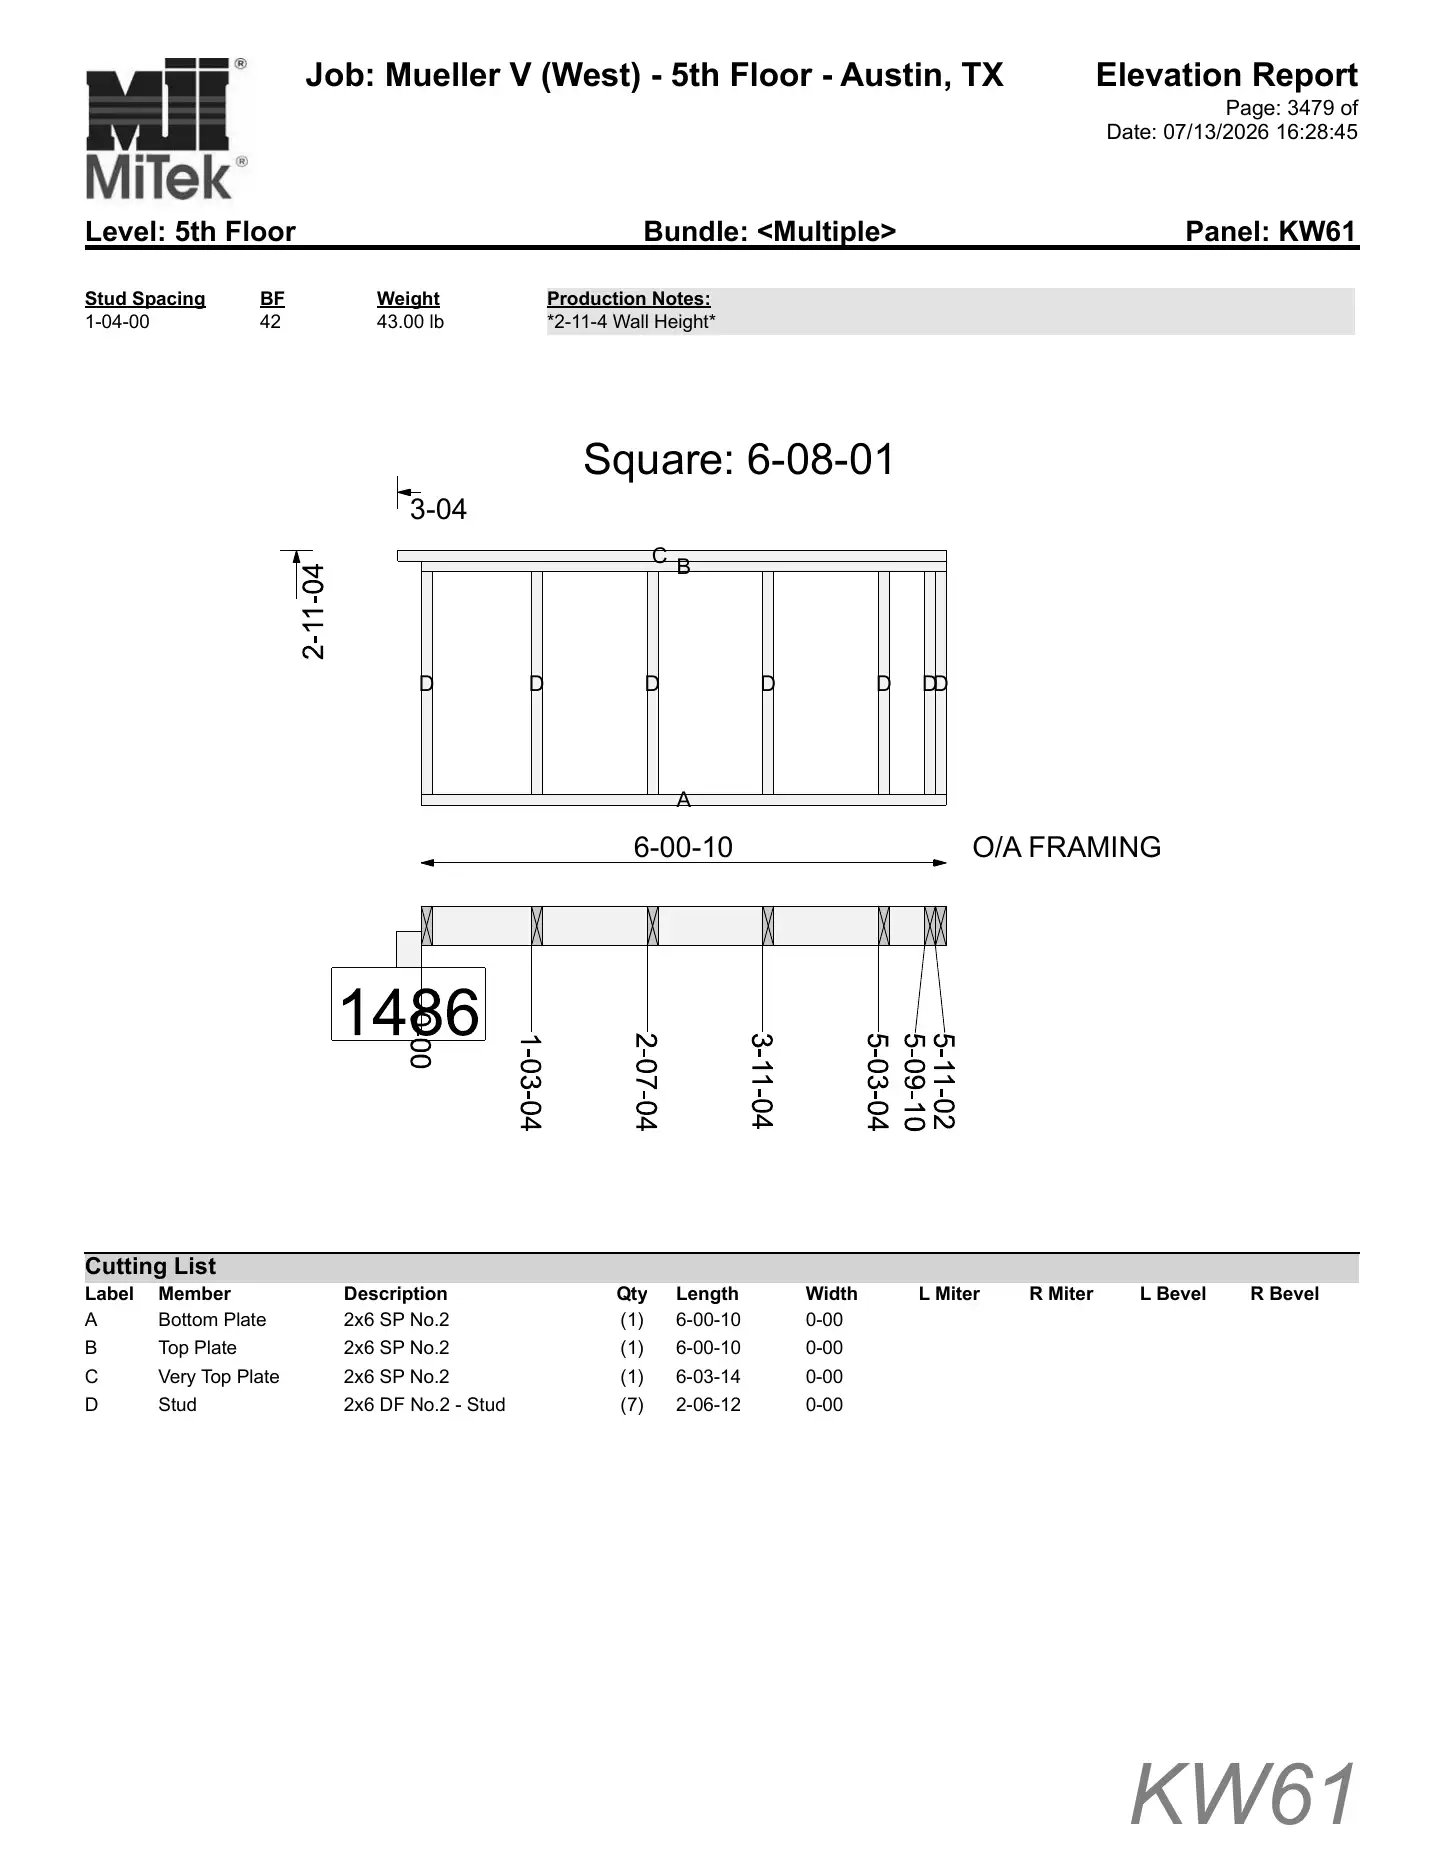 MiTek®
Job: Mueller V (West) - 5th Floor - Austin, TX
Elevation Report
Page: 3479 of
Date: 07/13/2026 16:28:45
Level: 5th Floor Bundle: <Multiple> Panel: KW61
Stud Spacing BF Weight Production Notes:
1-04-00 42 43.00 lb *2-11-4 Wall Height*
Square: 6-08-01
3-04
2-11-04
C
B
D D D D D D D
A
6-00-10 O/A FRAMING
1486
1-03-04 2-07-04 3-11-04 5-03-04 5-09-10 5-11-02
Cutting List
Label Member Description Qty Length Width L Miter R Miter L Bevel R Bevel
A Bottom Plate 2x6 SP No.2 (1) 6-00-10 0-00
B Top Plate 2x6 SP No.2 (1) 6-00-10 0-00
C Very Top Plate 2x6 SP No.2 (1) 6-03-14 0-00
D Stud 2x6 DF No.2 - Stud (7) 2-06-12 0-00
KW61